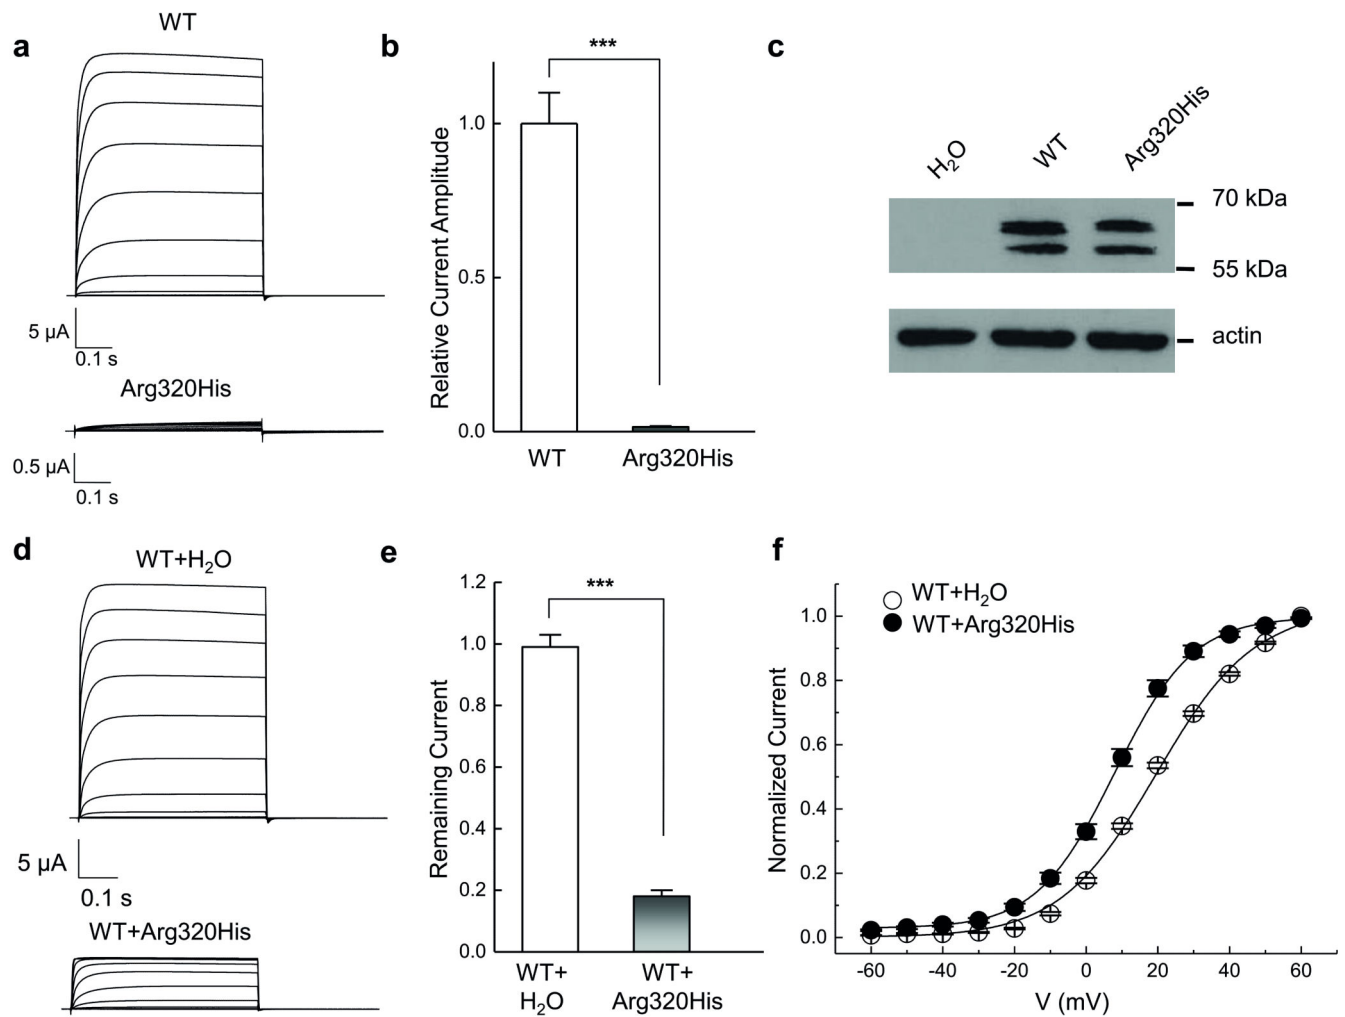 a
WT
5 µA
0.1 s
Arg320His
0.5 µA
0.1 s
b
***
Relative Current Amplitude
1.0
0.5
0.0
WT Arg320His
c
H₂O WT Arg320His
70 kDa
55 kDa
actin
d
WT+H₂O
5 µA
0.1 s
WT+Arg320His
e
***
Remaining Current
1.2
1.0
0.8
0.6
0.4
0.2
0.0
WT+ WT+
H₂O Arg320His
f
WT+H₂O
WT+Arg320His
Normalized Current
1.0
0.8
0.6
0.4
0.2
0.0
-60 -40 -20 0 20 40 60
V (mV)